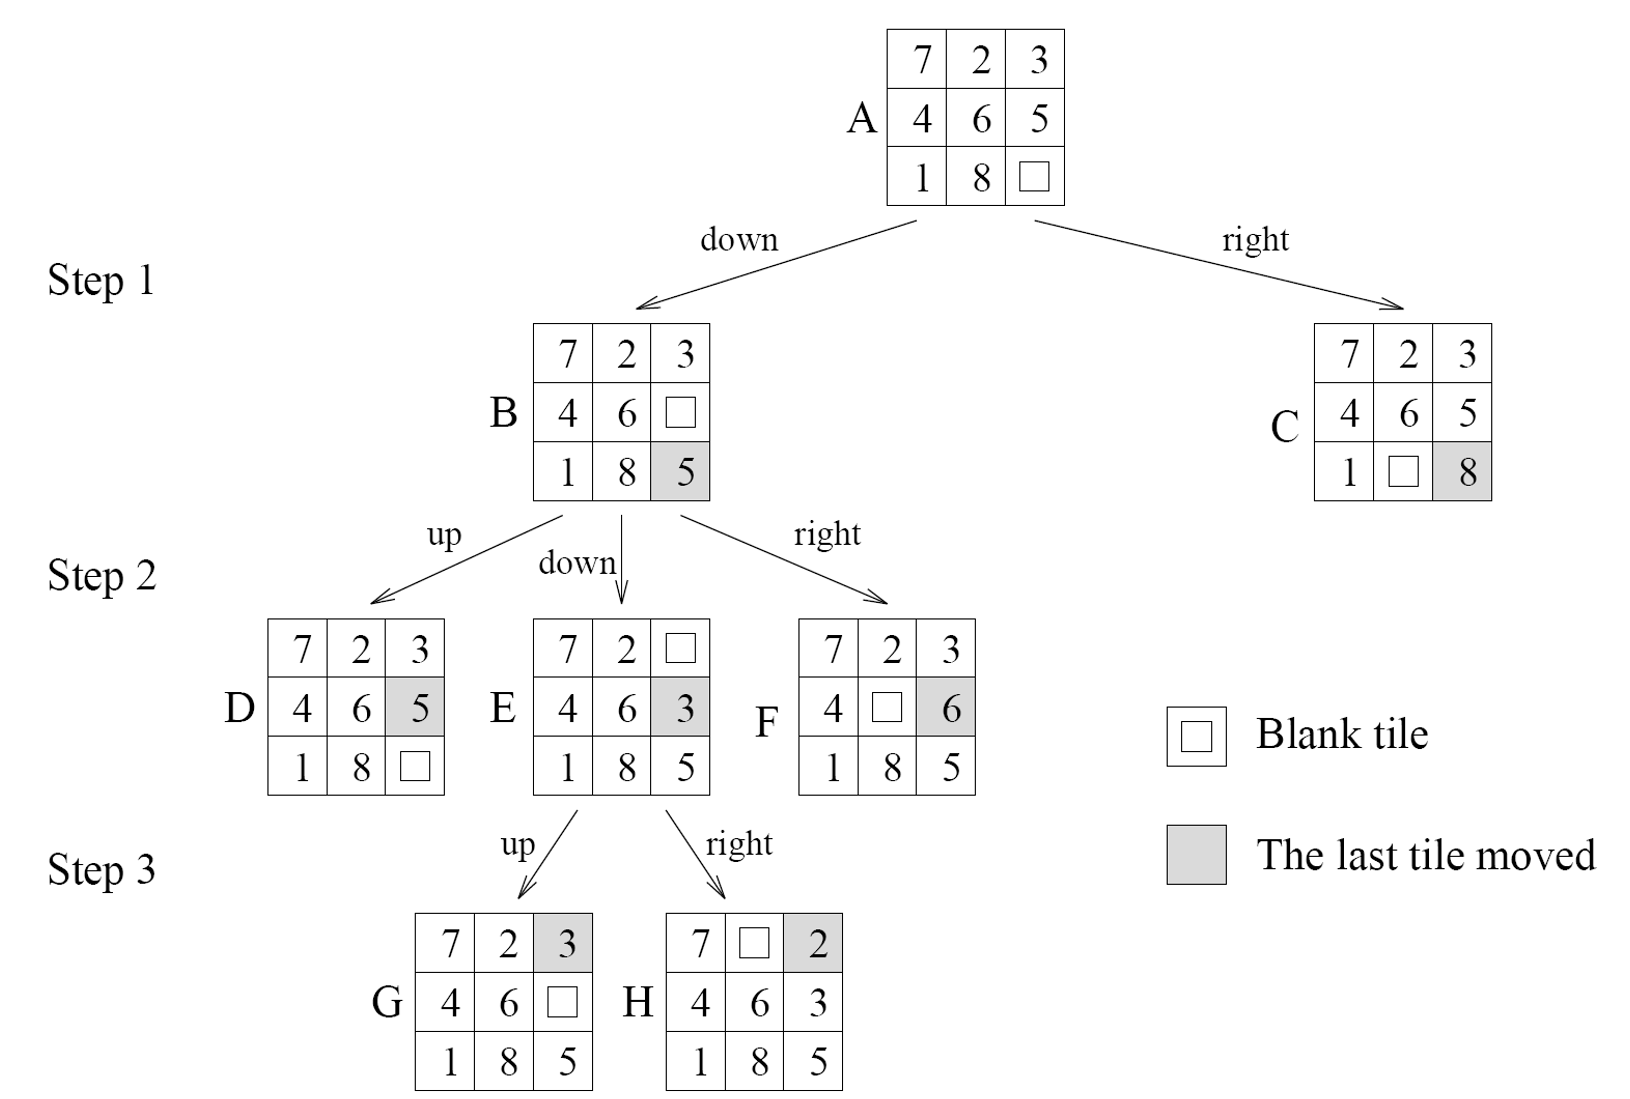 7 2 3
A 4 6 5
1 8
down right
Step 1
7 2 3
B 4 6
1 8 5
7 2 3
C 4 6 5
1 8
up down right
Step 2
7 2 3
D 4 6 5
1 8
7 2
E 4 6 3
1 8 5
7 2 3
F 4 6
1 8 5
Blank tile
The last tile moved
up right
Step 3
7 2 3
G 4 6
1 8 5
7 2
H 4 6 3
1 8 5